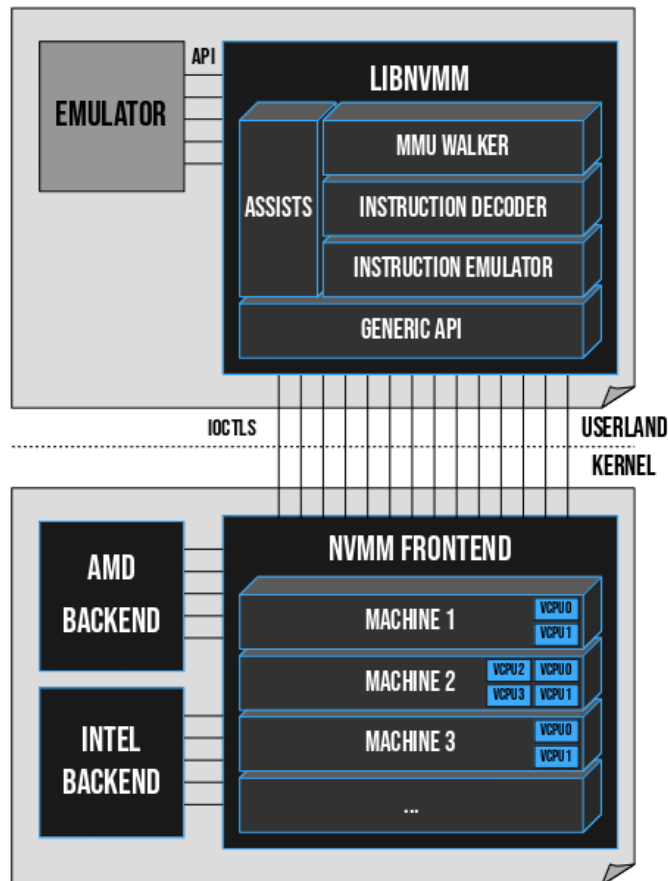 API
EMULATOR
LIBNVMM
ASSISTS
MMU WALKER
INSTRUCTION DECODER
INSTRUCTION EMULATOR
GENERIC API
IOCTLS
USERLAND
KERNEL
AMD
BACKEND
INTEL
BACKEND
NVMM FRONTEND
MACHINE 1
VCPU0
VCPU1
MACHINE 2
VCPU2 VCPU0
VCPU3 VCPU1
MACHINE 3
VCPU0
VCPU1
...